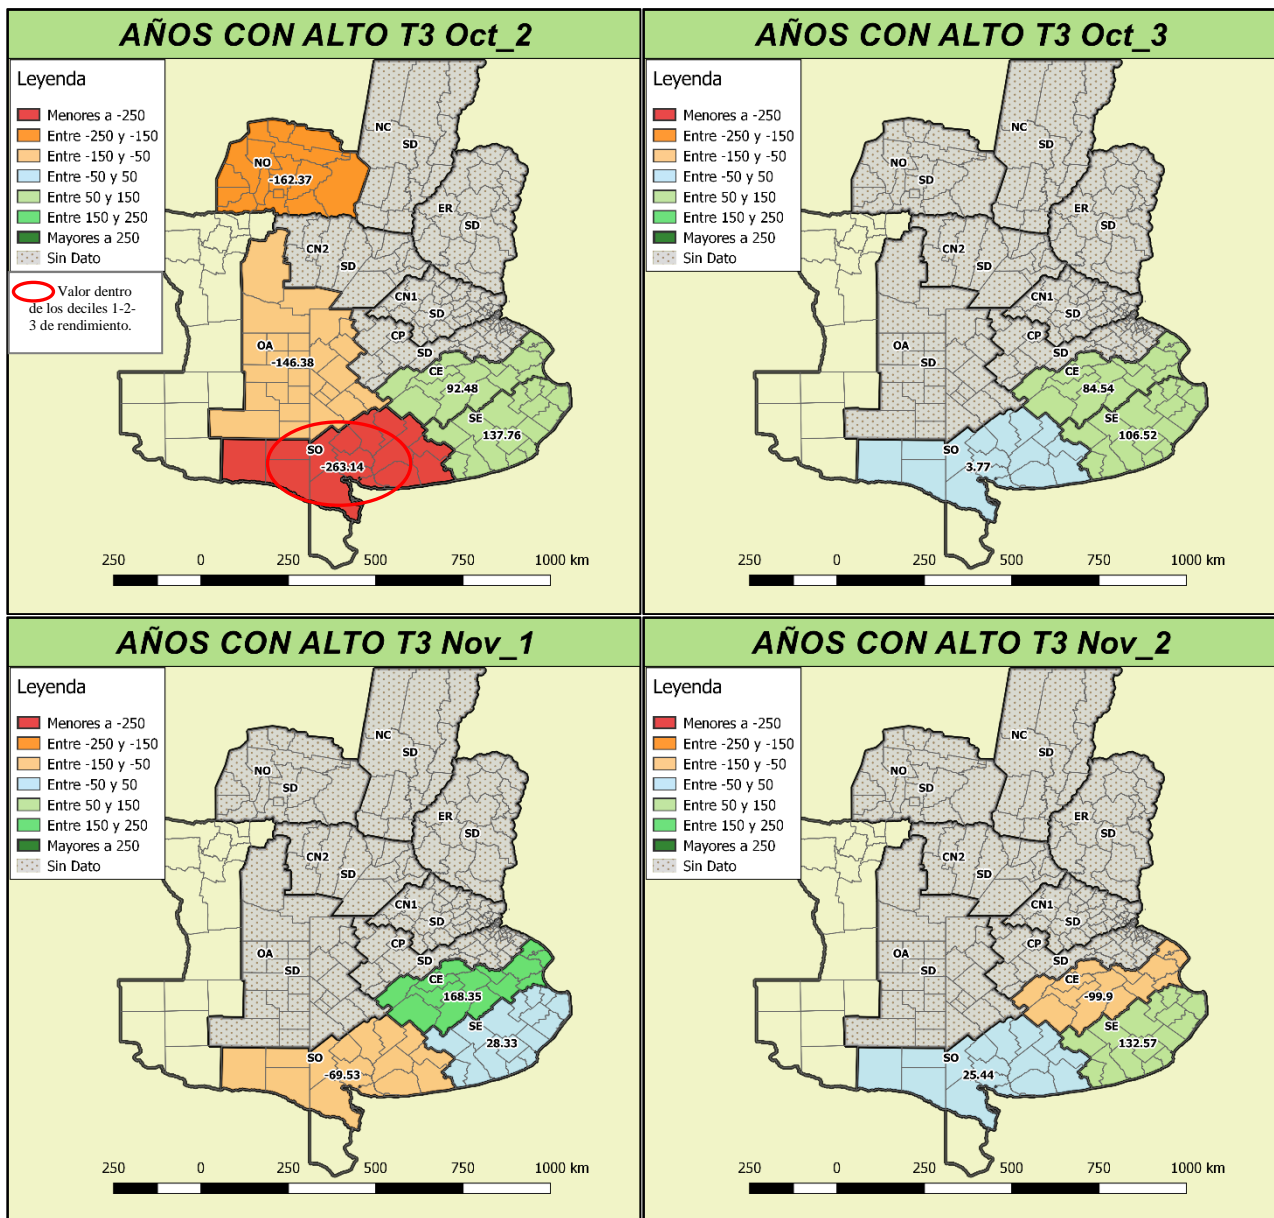 AÑOS CON ALTO T3 Oct_2
Leyenda
Menores a -250
Entre -250 y -150
Entre -150 y -50
Entre -50 y 50
Entre 50 y 150
Entre 150 y 250
Mayores a 250
Sin Dato
Valor dentro
de los deciles 1-2-
3 de rendimiento.
NC
SD
NO
-162.37
ER
SD
CN2
SD
CN1
SD
CP
SD
OA
-146.38
CE
92.48
SE
137.76
SO
-263.14
250 0 250 500 750 1000 km
AÑOS CON ALTO T3 Oct_3
Leyenda
Menores a -250
Entre -250 y -150
Entre -150 y -50
Entre -50 y 50
Entre 50 y 150
Entre 150 y 250
Mayores a 250
Sin Dato
NC
SD
NO
SD
ER
SD
CN2
SD
CN1
SD
CP
SD
OA
SD
CE
84.54
SE
106.52
SO
3.77
250 0 250 500 750 1000 km
AÑOS CON ALTO T3 Nov_1
Leyenda
Menores a -250
Entre -250 y -150
Entre -150 y -50
Entre -50 y 50
Entre 50 y 150
Entre 150 y 250
Mayores a 250
Sin Dato
NC
SD
NO
SD
ER
SD
CN2
SD
CN1
SD
CP
SD
OA
SD
CE
168.35
SE
28.33
SO
-69.53
250 0 250 500 750 1000 km
AÑOS CON ALTO T3 Nov_2
Leyenda
Menores a -250
Entre -250 y -150
Entre -150 y -50
Entre -50 y 50
Entre 50 y 150
Entre 150 y 250
Mayores a 250
Sin Dato
NC
SD
NO
SD
ER
SD
CN2
SD
CN1
SD
CP
SD
OA
SD
CE
-99.9
SE
132.57
SO
25.44
250 0 250 500 750 1000 km